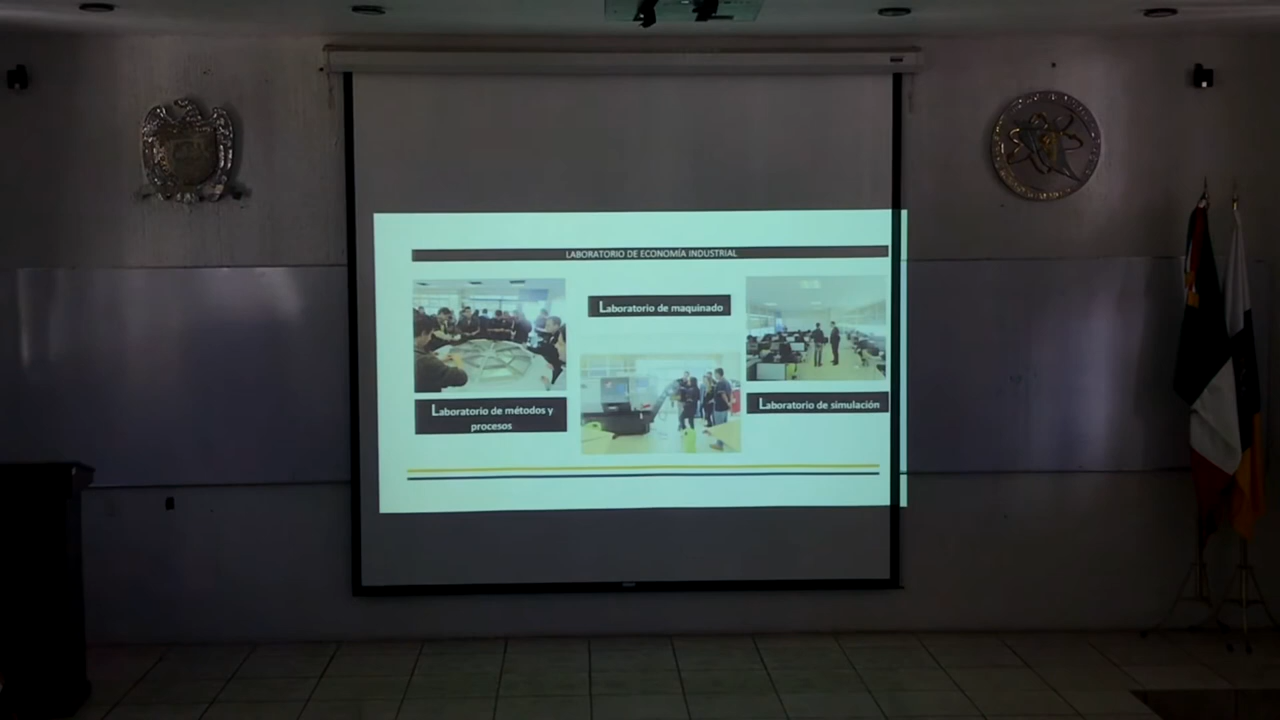 LABORATORIO DE ECONOMÍA INDUSTRIAL
Laboratorio de maquinado
Laboratorio de métodos y
procesos
Laboratorio de simulación